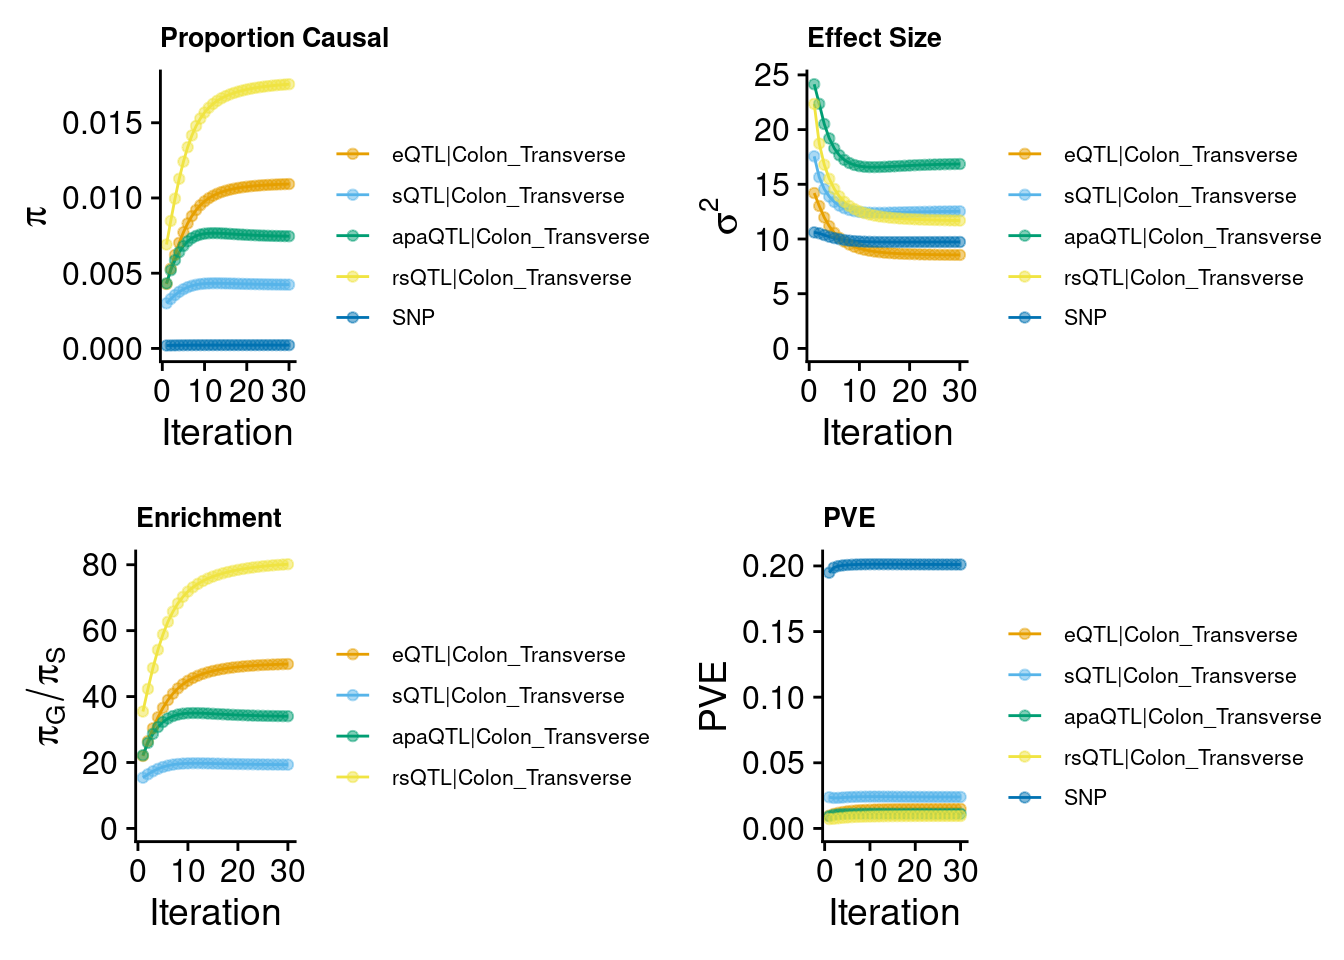 Proportion Causal
π
0.015
0.010
0.005
0.000
0 10 20 30
Iteration
eQTL|Colon_Transverse
sQTL|Colon_Transverse
apaQTL|Colon_Transverse
rsQTL|Colon_Transverse
SNP
Effect Size
σ²
25
20
15
10
5
0
0 10 20 30
Iteration
eQTL|Colon_Transverse
sQTL|Colon_Transverse
apaQTL|Colon_Transverse
rsQTL|Colon_Transverse
SNP
Enrichment
πG/πS
80
60
40
20
0
0 10 20 30
Iteration
eQTL|Colon_Transverse
sQTL|Colon_Transverse
apaQTL|Colon_Transverse
rsQTL|Colon_Transverse
PVE
PVE
0.20
0.15
0.10
0.05
0.00
0 10 20 30
Iteration
eQTL|Colon_Transverse
sQTL|Colon_Transverse
apaQTL|Colon_Transverse
rsQTL|Colon_Transverse
SNP